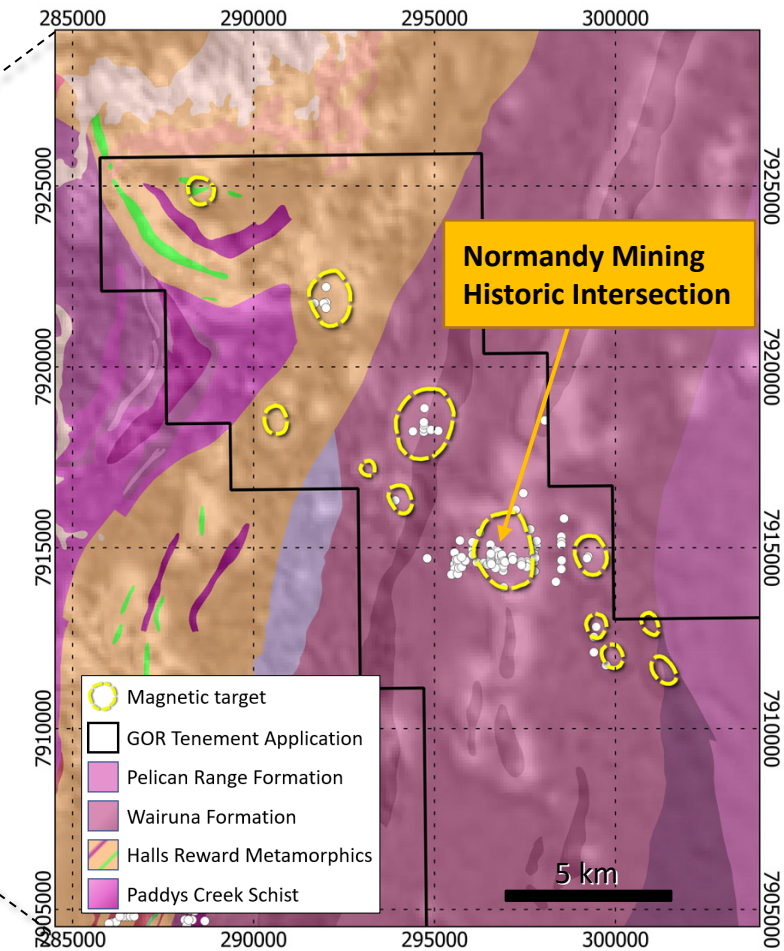 285000 290000 295000 300000
7925000 7925000
Normandy Mining
Historic Intersection
7920000 7920000
7915000 7915000
7910000 7910000
Magnetic target
GOR Tenement Application
Pelican Range Formation
Wairuna Formation
Halls Reward Metamorphics
Paddys Creek Schist
5 km
7905000 7905000
285000 290000 295000 300000